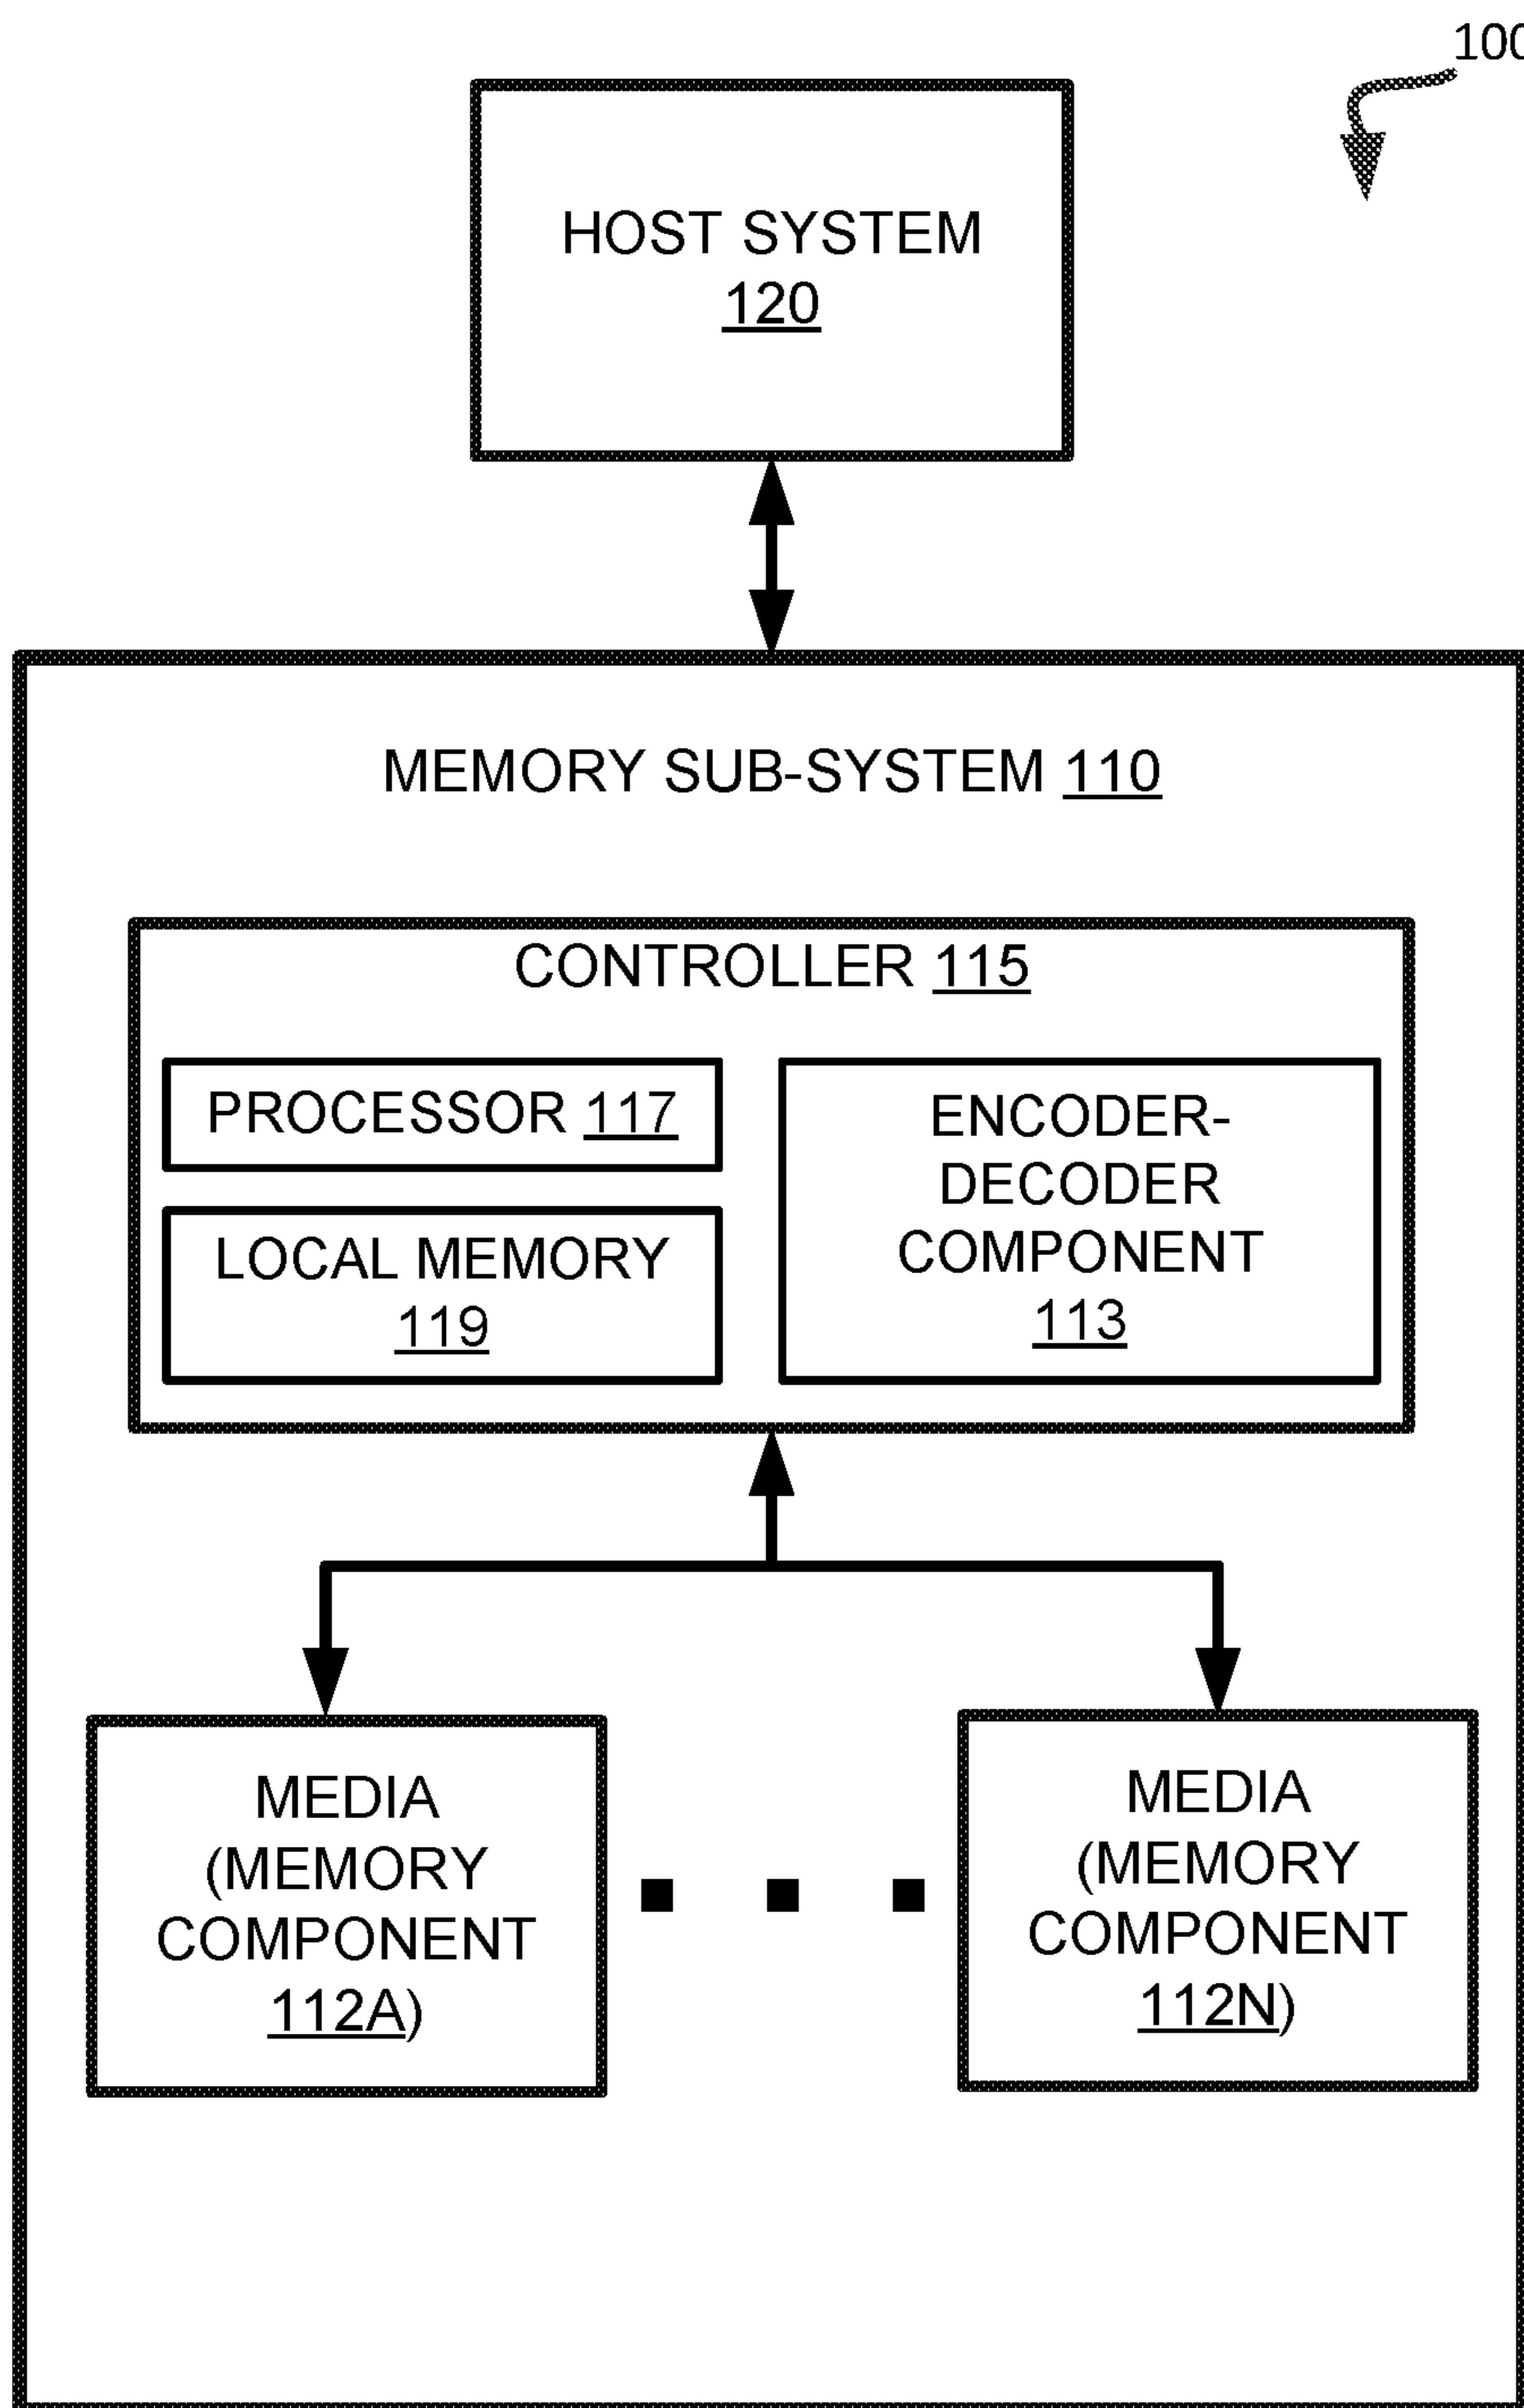 100
HOST SYSTEM
120
MEMORY SUB-SYSTEM 110
CONTROLLER 115
PROCESSOR 117
LOCAL MEMORY
119
ENCODER-
DECODER
COMPONENT
113
MEDIA
(MEMORY
COMPONENT
112A)
MEDIA
(MEMORY
COMPONENT
112N)